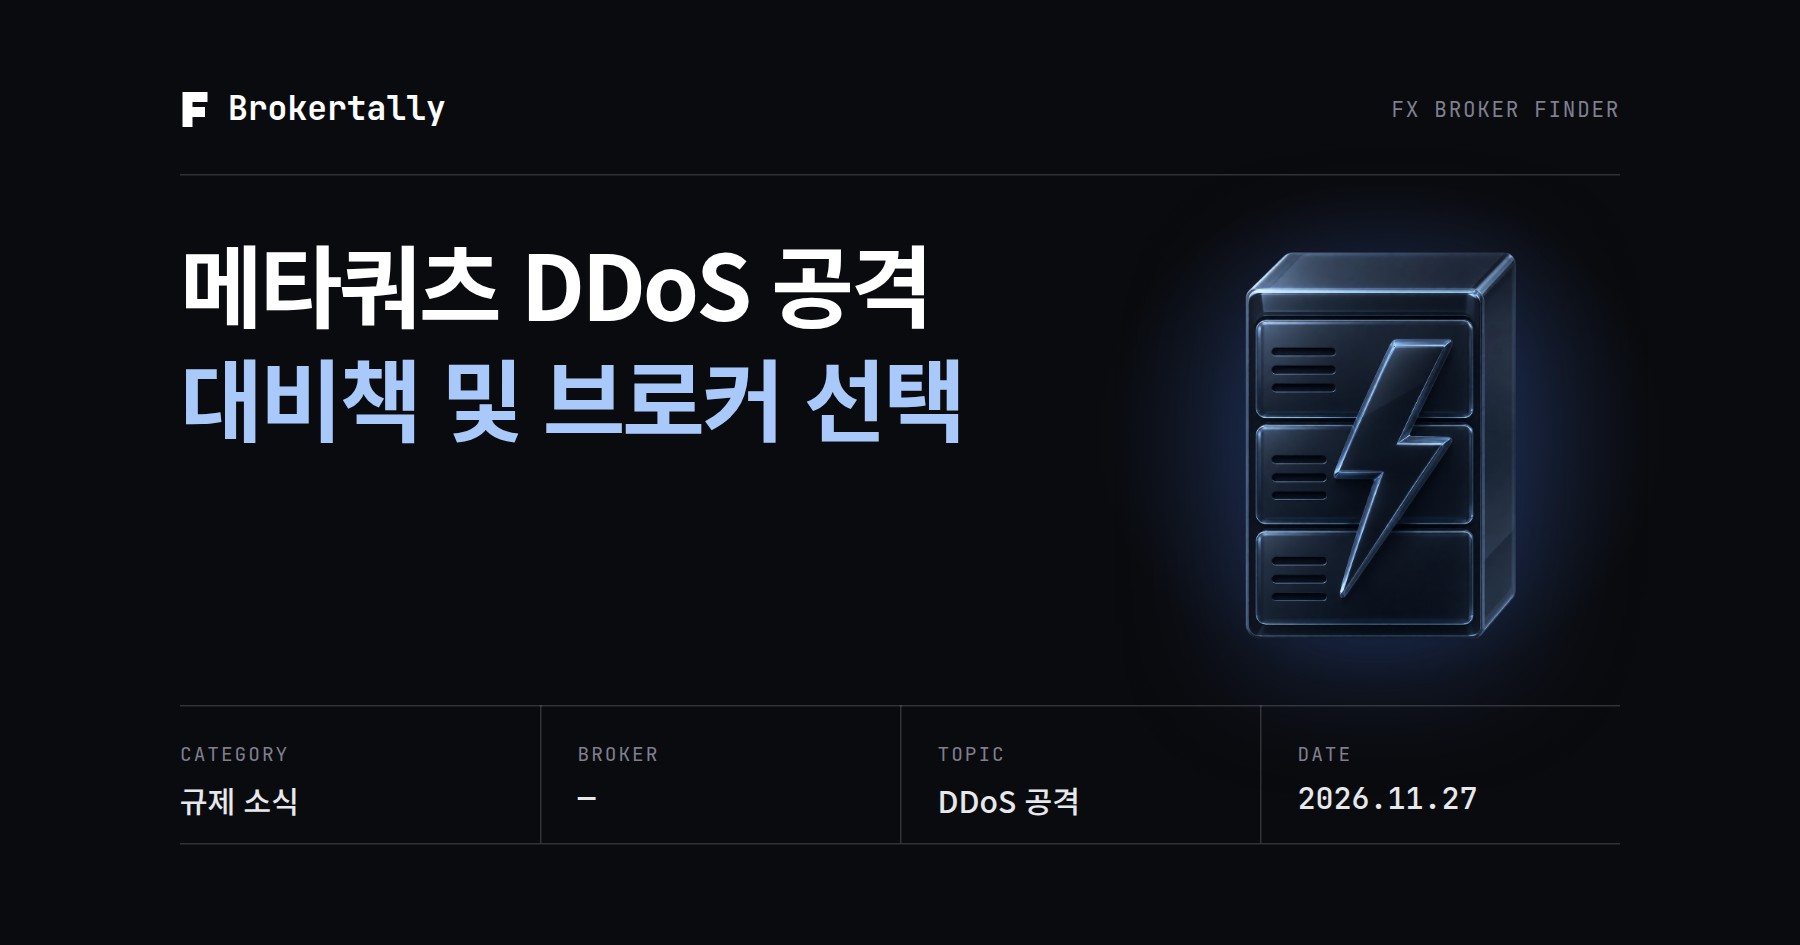 Brokertally
FX BROKER FINDER
메타쿼츠 DDoS 공격
대비책 및 브로커 선택
CATEGORY
규제 소식
BROKER
—
TOPIC
DDoS 공격
DATE
2026.11.27